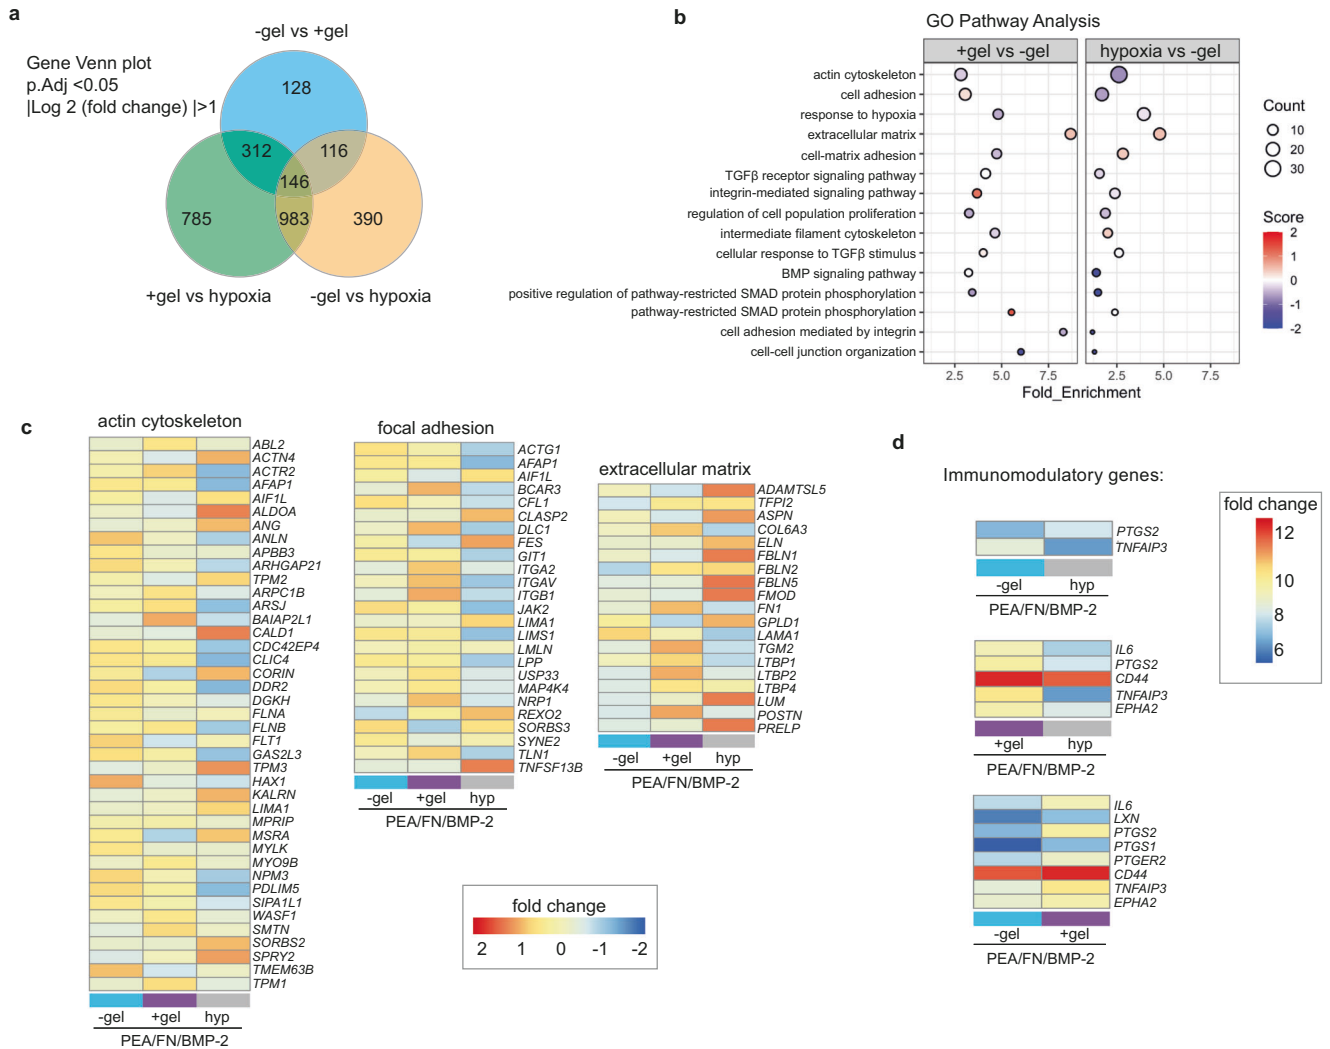 a
-gel vs +gel
Gene Venn plot
p.Adj <0.05
|Log 2 (fold change) |>1
128
312
116
146
785
983
390
+gel vs hypoxia
-gel vs hypoxia
b
GO Pathway Analysis
+gel vs -gel
hypoxia vs -gel
actin cytoskeleton
cell adhesion
response to hypoxia
extracellular matrix
cell-matrix adhesion
TGFβ receptor signaling pathway
integrin-mediated signaling pathway
regulation of cell population proliferation
intermediate filament cytoskeleton
cellular response to TGFβ stimulus
BMP signaling pathway
positive regulation of pathway-restricted SMAD protein phosphorylation
pathway-restricted SMAD protein phosphorylation
cell adhesion mediated by integrin
cell-cell junction organization
2.5 5.0 7.5
2.5 5.0 7.5
Fold_Enrichment
Count
10
20
30
Score
2
1
0
-1
-2
c
actin cytoskeleton
ABL2
ACTN4
ACTR2
AFAP1
AIF1L
ALDOA
ANG
ANLN
APBB3
ARHGAP21
TPM2
ARPC1B
ARSJ
BAIAP2L1
CALD1
CDC42EP4
CLIC4
CORIN
DDR2
DGKH
FLNA
FLNB
FLT1
GAS2L3
TPM3
HAX1
KALRN
LIMA1
MPRIP
MSRA
MYLK
MYO9B
NPM3
PDLIM5
SIPA1L1
WASF1
SMTN
SORBS2
SPRY2
TMEM63B
TPM1
-gel +gel hyp
PEA/FN/BMP-2
focal adhesion
ACTG1
AFAP1
AIF1L
BCAR3
CFL1
CLASP2
DLC1
FES
GIT1
ITGA2
ITGAV
ITGB1
JAK2
LIMA1
LIMS1
LMLN
LPP
USP33
MAP4K4
NRP1
REXO2
SORBS3
SYNE2
TLN1
TNFSF13B
-gel +gel hyp
PEA/FN/BMP-2
extracellular matrix
ADAMTSL5
TFPI2
ASPN
COL6A3
ELN
FBLN1
FBLN2
FBLN5
FMOD
FN1
GPLD1
LAMA1
TGM2
LTBP1
LTBP2
LTBP4
LUM
POSTN
PRELP
-gel +gel hyp
PEA/FN/BMP-2
fold change
2 1 0 -1 -2
d
Immunomodulatory genes:
PTGS2
TNFAIP3
-gel hyp
PEA/FN/BMP-2
IL6
PTGS2
CD44
TNFAIP3
EPHA2
+gel hyp
PEA/FN/BMP-2
IL6
LXN
PTGS2
PTGS1
PTGER2
CD44
TNFAIP3
EPHA2
-gel +gel
PEA/FN/BMP-2
fold change
12
10
8
6